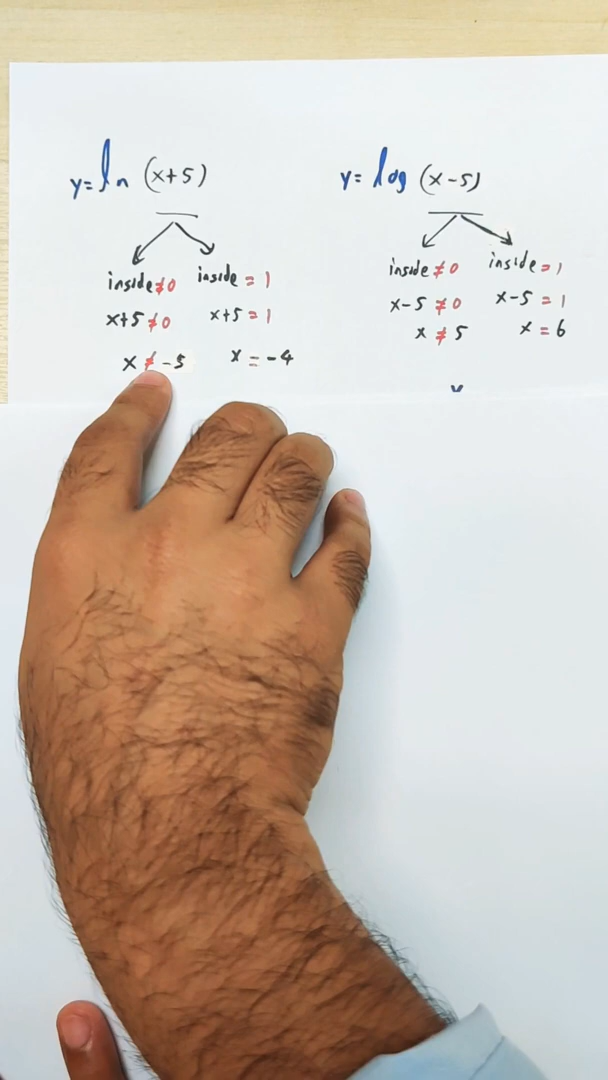 y = ln (x+5)
inside ≠ 0 inside = 1
x+5 ≠ 0 x+5 = 1
x ≠ -5 x = -4
y = log (x-5)
inside ≠ 0 inside = 1
x-5 ≠ 0 x-5 = 1
x ≠ 5 x = 6